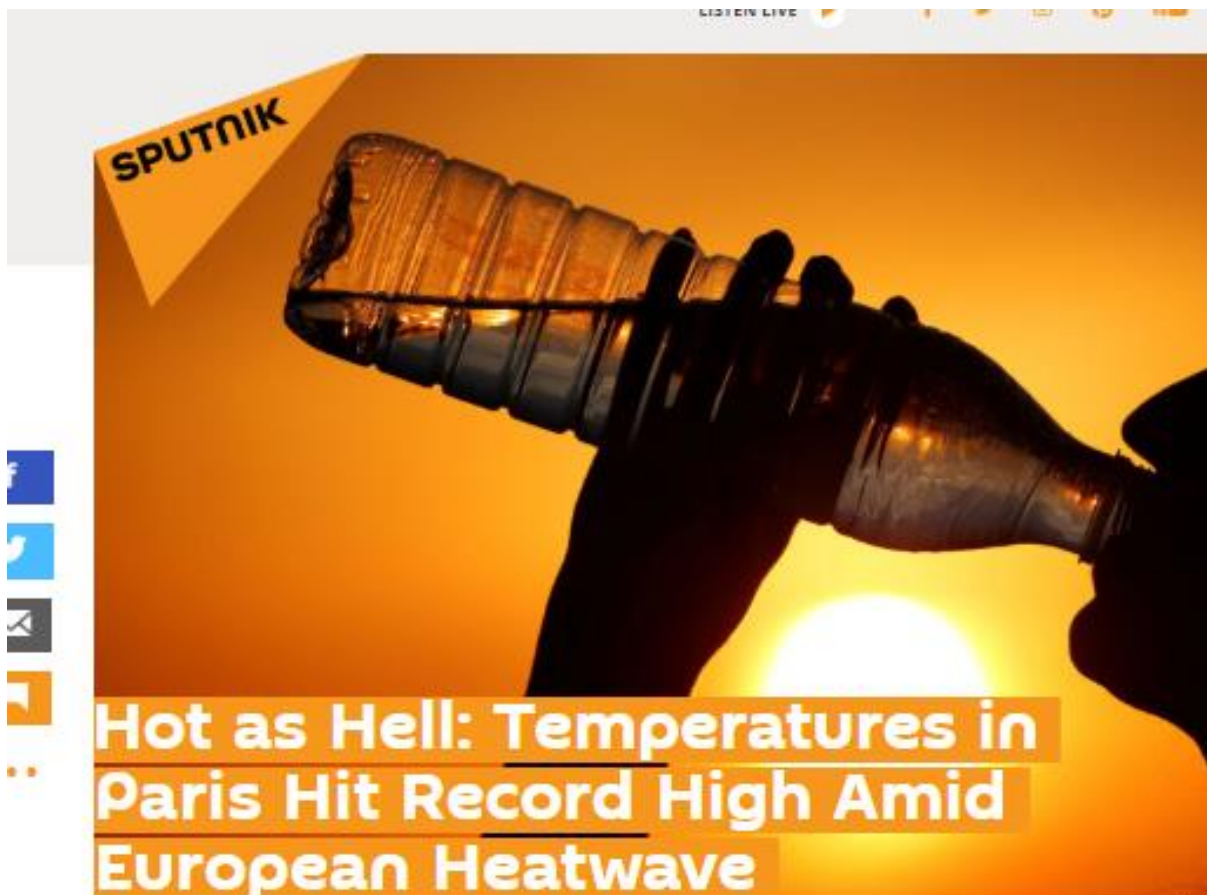 LISTEN LIVE
SPUTNIK
Hot as Hell: Temperatures in
Paris Hit Record High Amid
European Heatwave